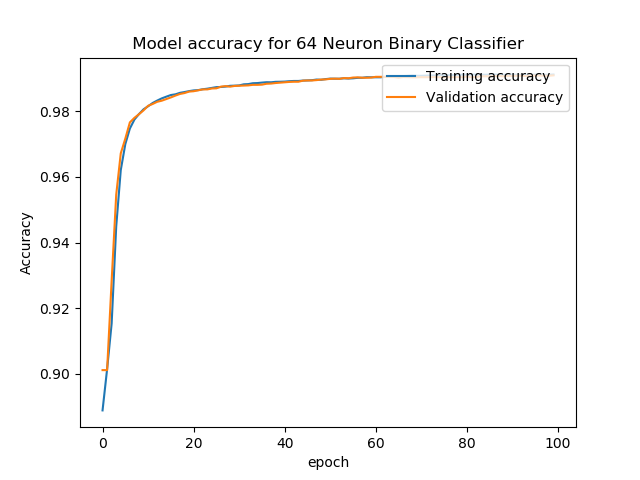 Model accuracy for 64 Neuron Binary Classifier
Training accuracy
Validation accuracy
Accuracy
0.98
0.96
0.94
0.92
0.90
0 20 40 60 80 100
epoch